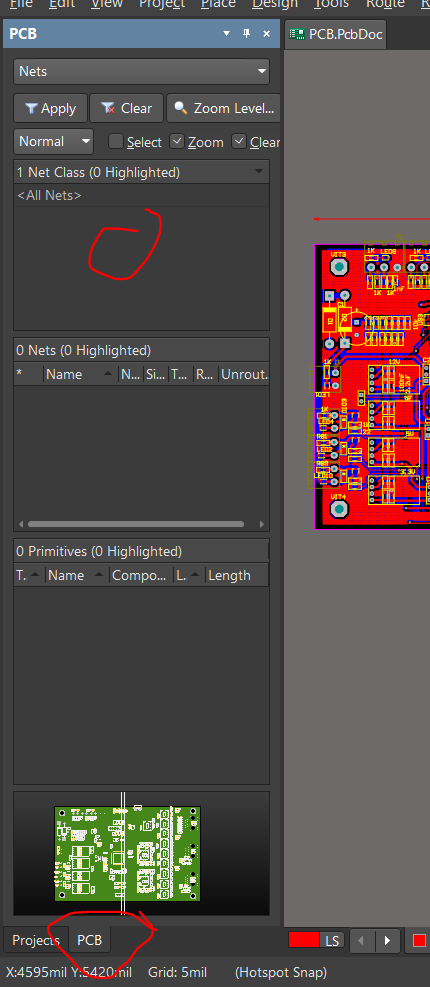 File Edit View Project Place Design Tools Route
PCB
PCB.PcbDoc
Nets
Apply Clear Zoom Level...
Normal Select Zoom Clear
1 Net Class (0 Highlighted)
<All Nets>
0 Nets (0 Highlighted)
* Name N... Si... T... R... Unrout.
0 Primitives (0 Highlighted)
T. Name Compo... L. Length
VIT3
VIT4
Projects PCB
LS
X:4595mil Y:5420mil Grid: 5mil (Hotspot Snap)